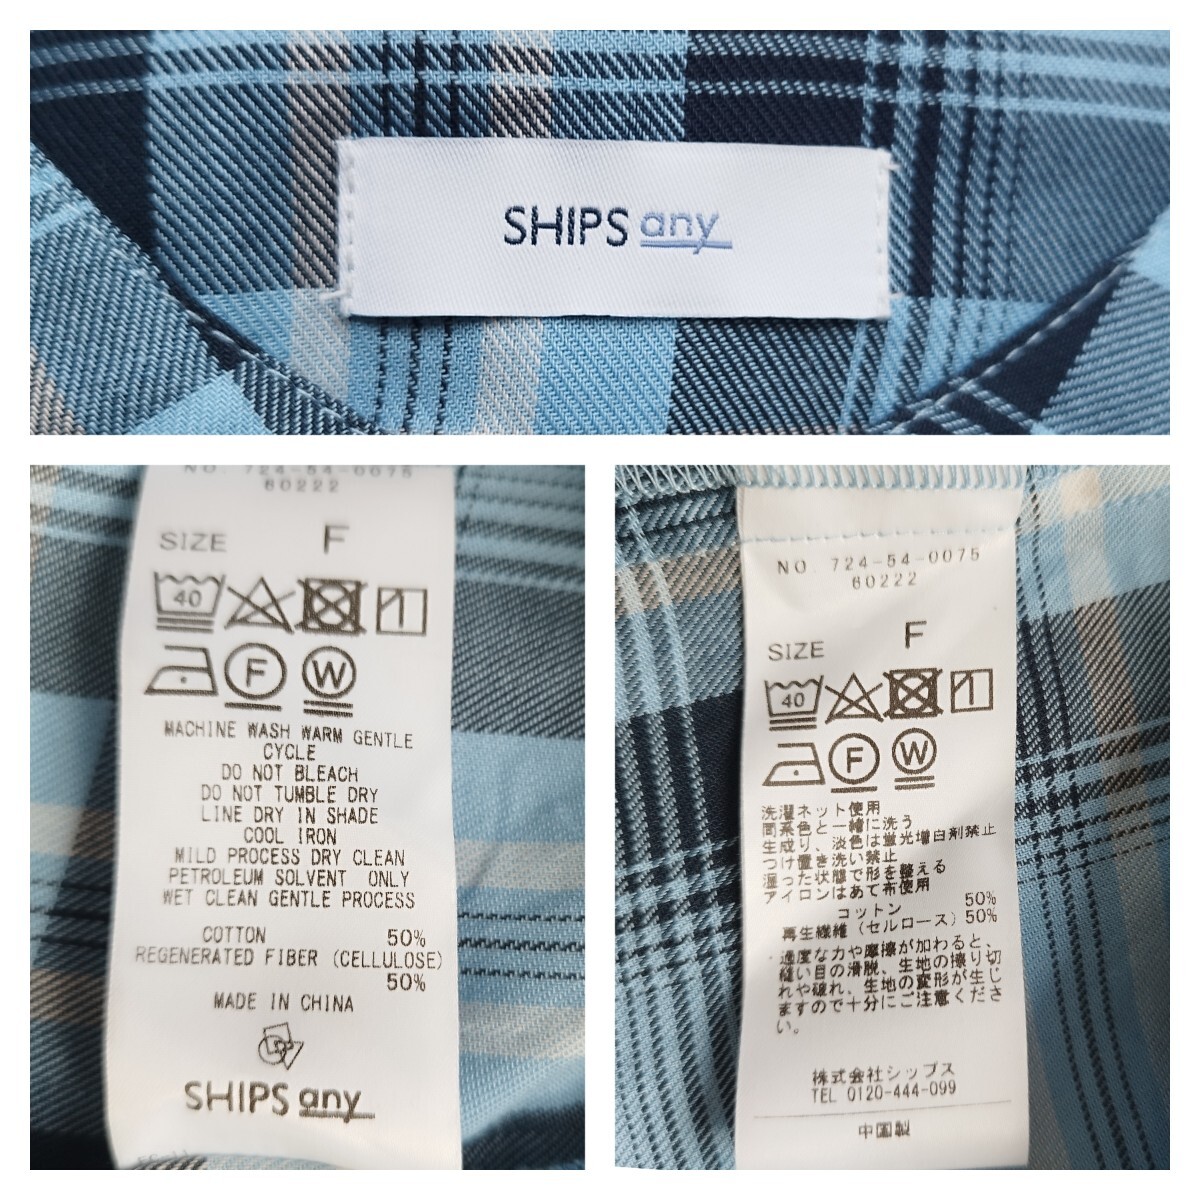 SHIPS any
NO. 724-54-0075
60222
SIZE F
40
F W
MACHINE WASH WARM GENTLE
CYCLE
DO NOT BLEACH
DO NOT TUMBLE DRY
LINE DRY IN SHADE
COOL IRON
MILD PROCESS DRY CLEAN
PETROLEUM SOLVENT ONLY
WET CLEAN GENTLE PROCESS
COTTON 50%
REGENERATED FIBER (CELLULOSE)
50%
MADE IN CHINA
SHIPS any
NO. 724-54-0075
60222
SIZE F
40
F W
洗濯ネット使用
同系色と一緒に洗う
生成り、淡色は蛍光増白剤禁止
つけ置き洗い禁止
湿った状態で形を整える
アイロンはあて布使用
コットン 50%
再生繊維(セルロース) 50%
・過度な力や摩擦が加わると、
縫い目の滑脱、生地の擦り切
れや破れ、生地の変形が生じ
ますので十分にご注意くださ
い。
株式会社シップス
TEL 0120-444-099
中国製